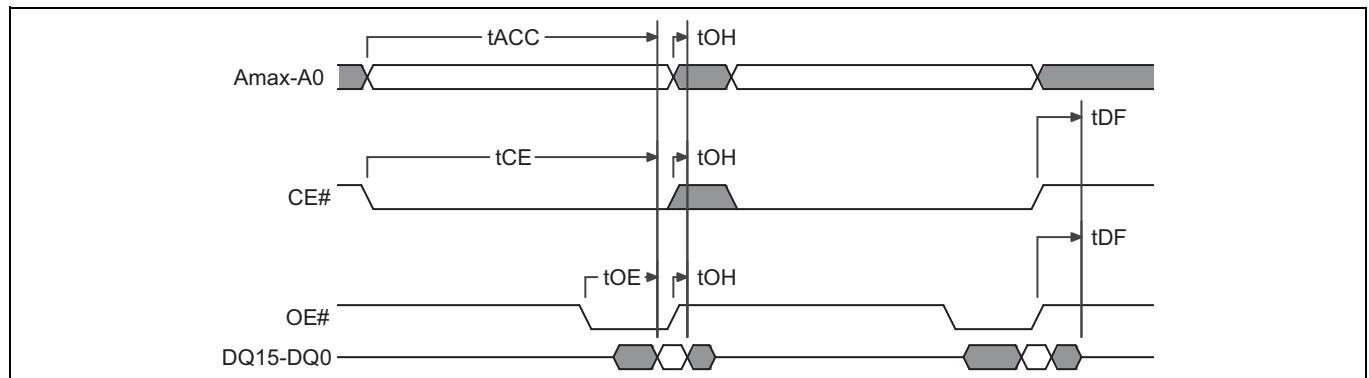 tACC tOH
Amax-A0
tDF
tCE tOH
CE#
tDF
tOE tOH
OE#
DQ15-DQ0